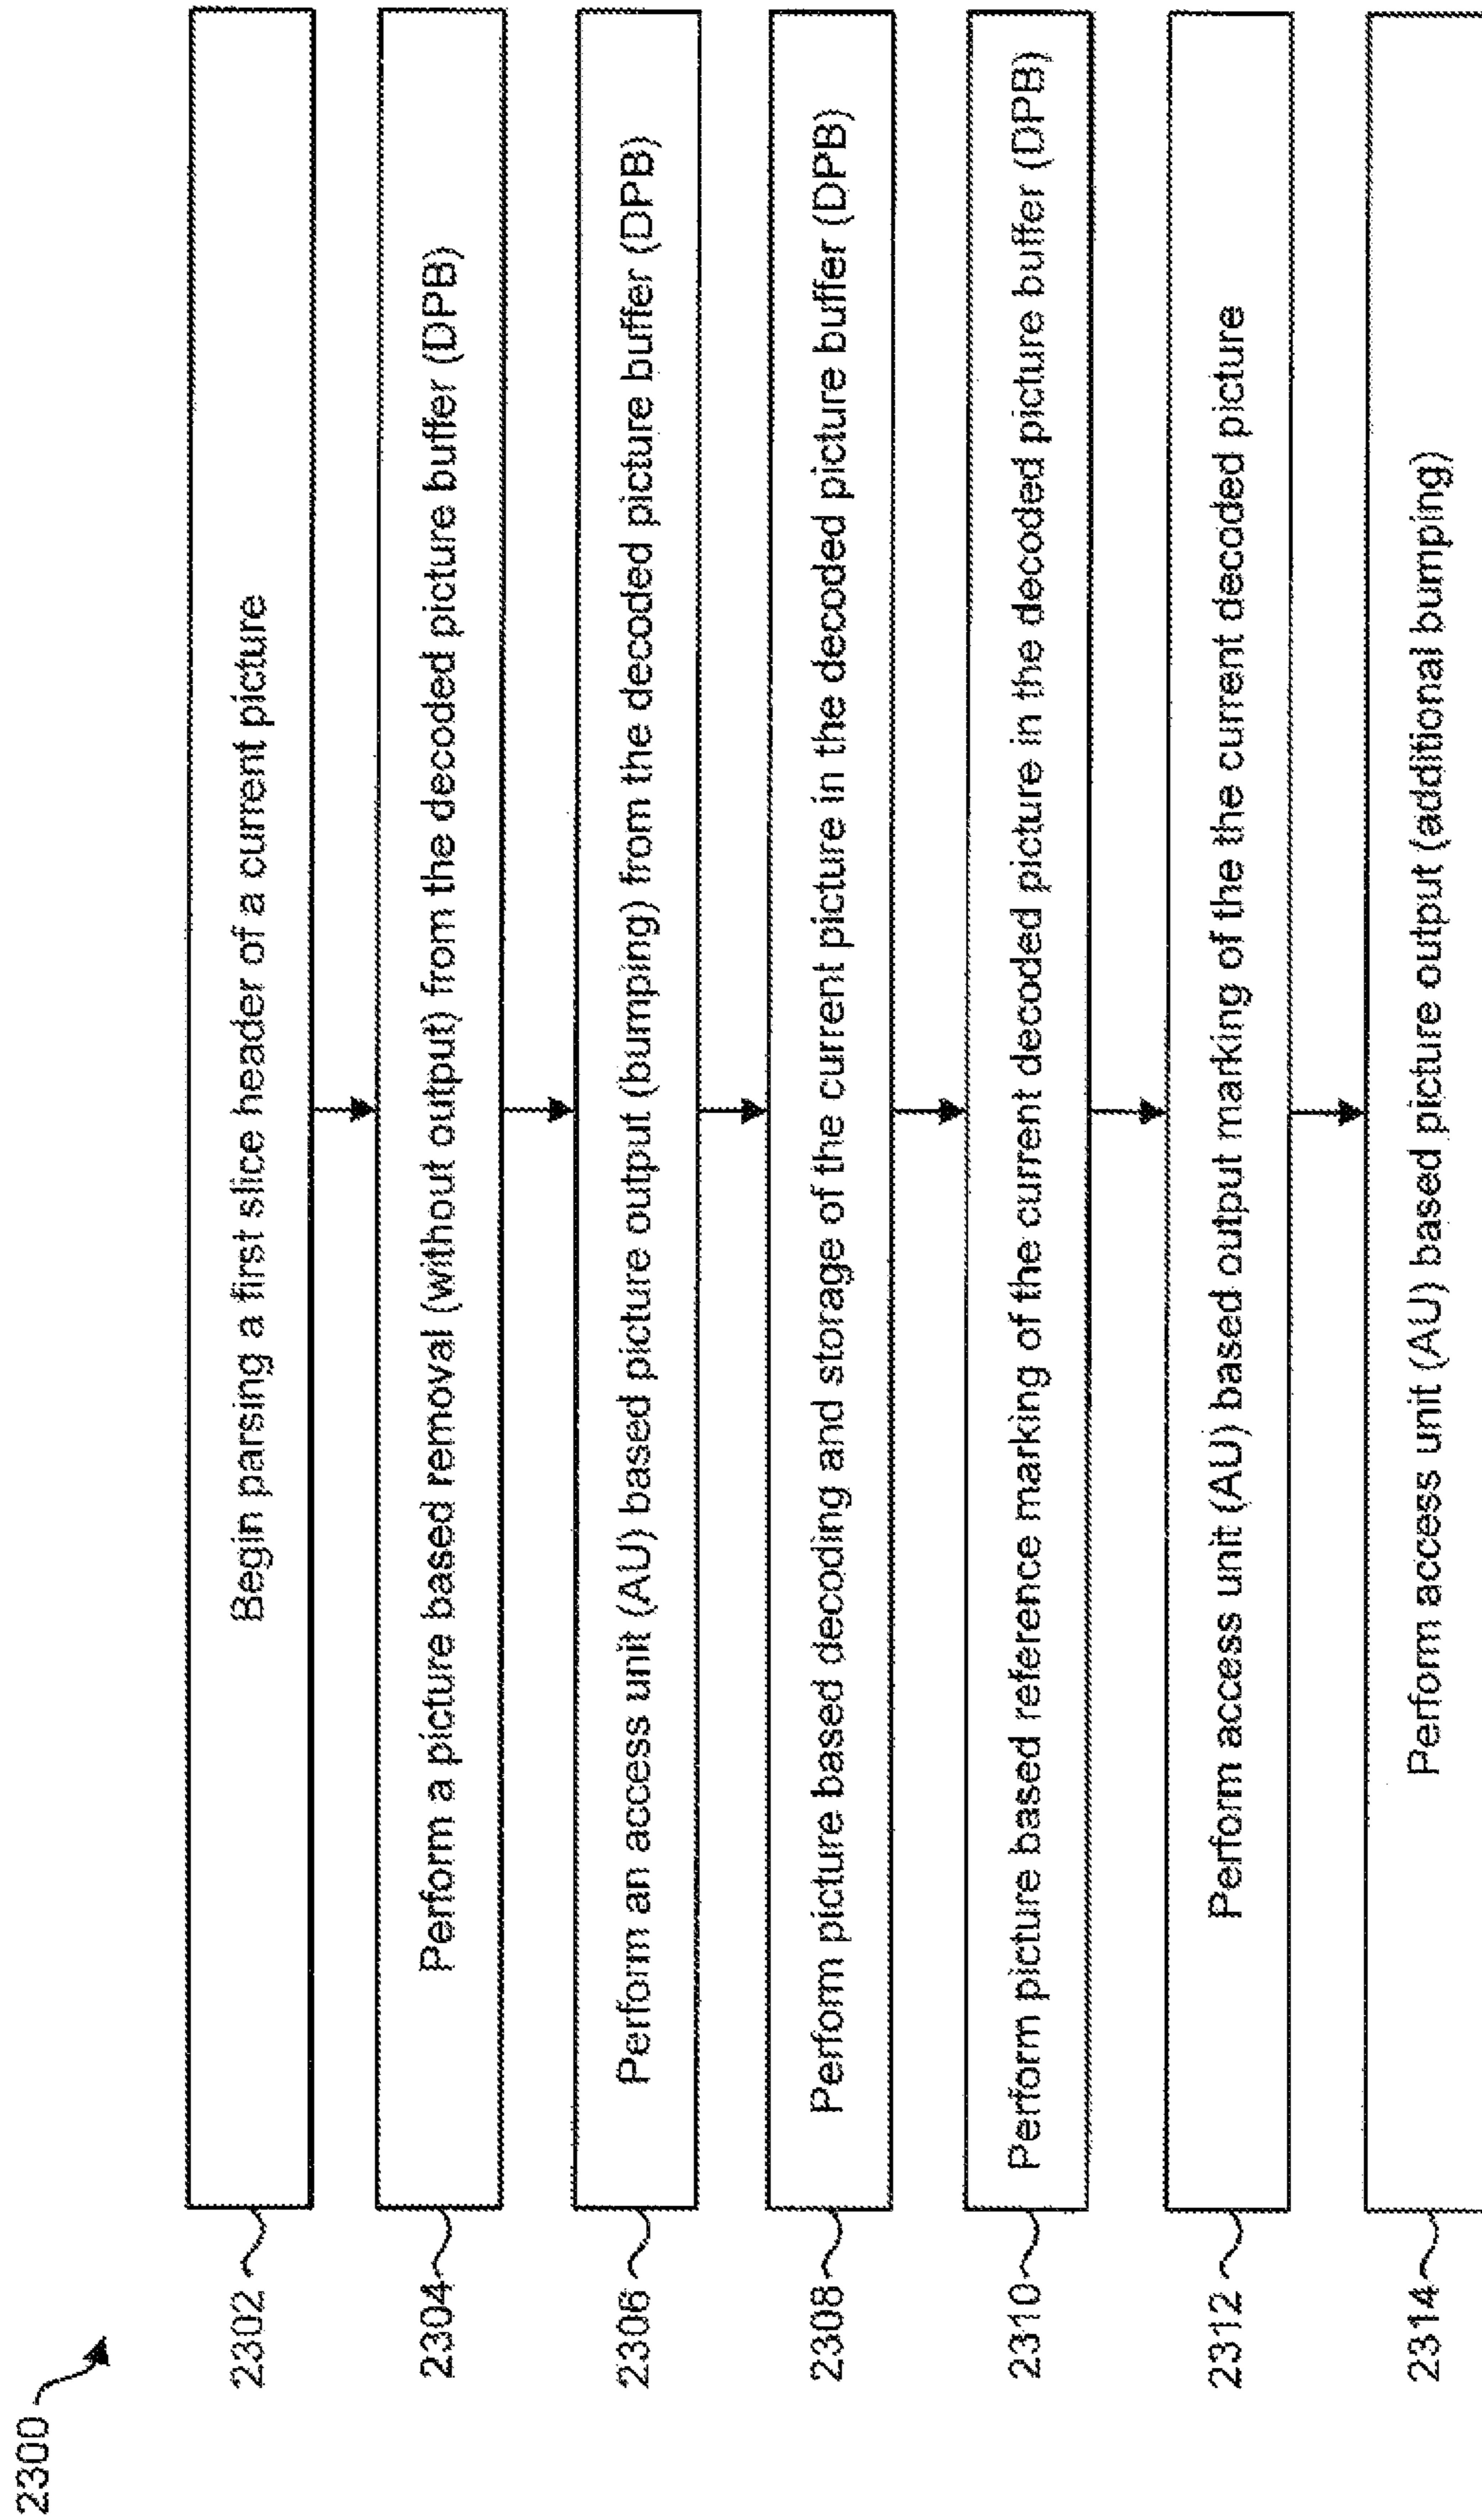 2300
2302
Begin parsing a first slice header of a current picture
2304
Perform a picture based removal (without output) from the decoded picture buffer (DPB)
2306
Perform an access unit (AU) based picture output (bumping) from the decoded picture buffer (DPB)
2308
Perform picture based decoding and storage of the current picture in the decoded picture buffer (DPB)
2310
Perform picture based reference marking of the current decoded picture in the decoded picture buffer (DPB)
2312
Perform access unit (AU) based output marking of the the current decoded picture
2314
Perform access unit (AU) based picture output (additional bumping)